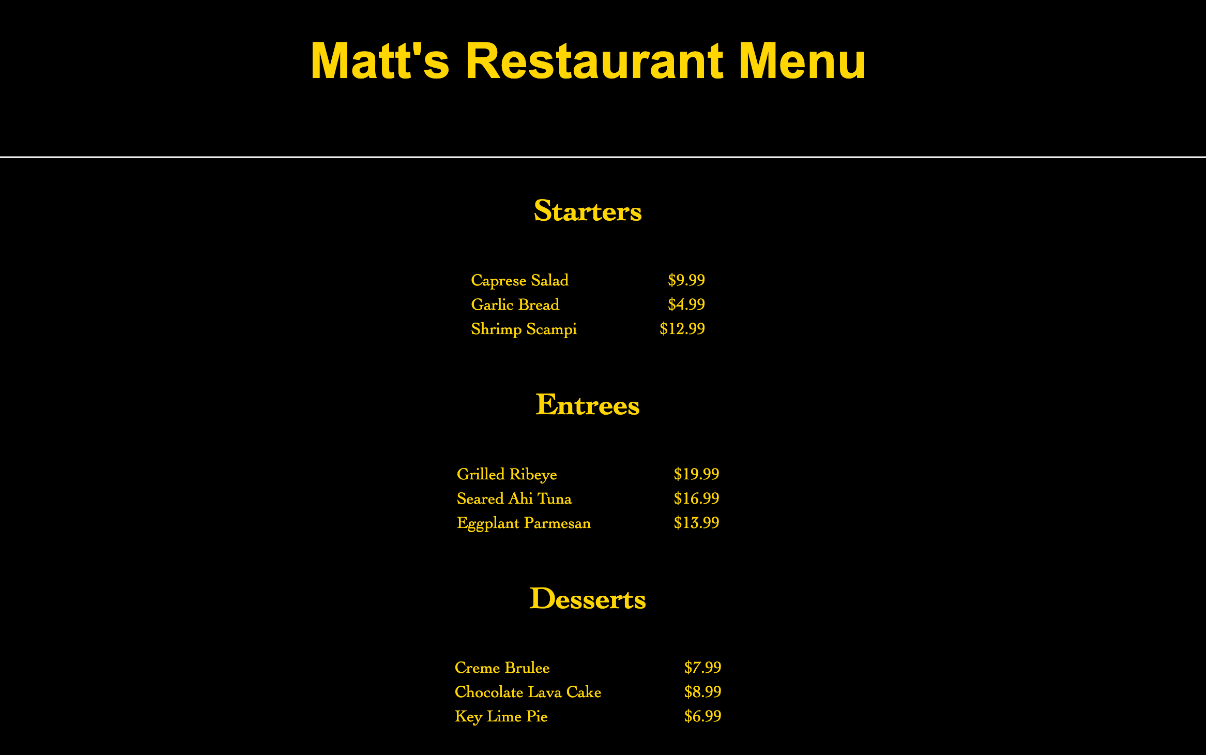 Matt's Restaurant Menu
Starters
Caprese Salad $9.99
Garlic Bread $4.99
Shrimp Scampi $12.99
Entrees
Grilled Ribeye $19.99
Seared Ahi Tuna $16.99
Eggplant Parmesan $13.99
Desserts
Creme Brulee $7.99
Chocolate Lava Cake $8.99
Key Lime Pie $6.99